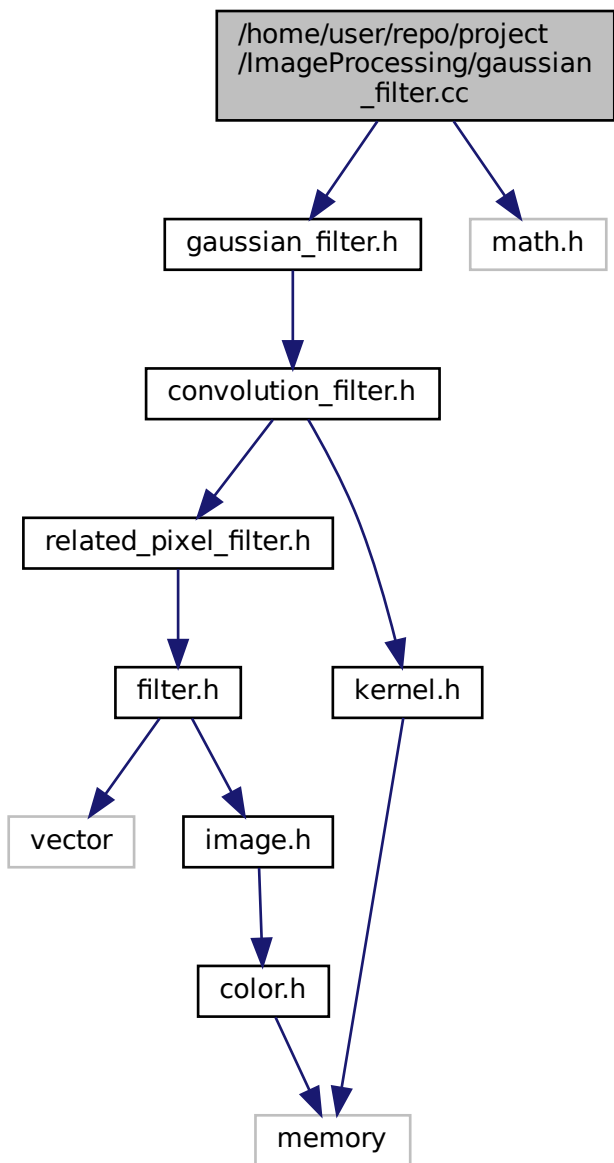 /home/user/repo/project
/ImageProcessing/gaussian
_filter.cc
gaussian_filter.h
math.h
convolution_filter.h
related_pixel_filter.h
filter.h
kernel.h
vector
image.h
color.h
memory